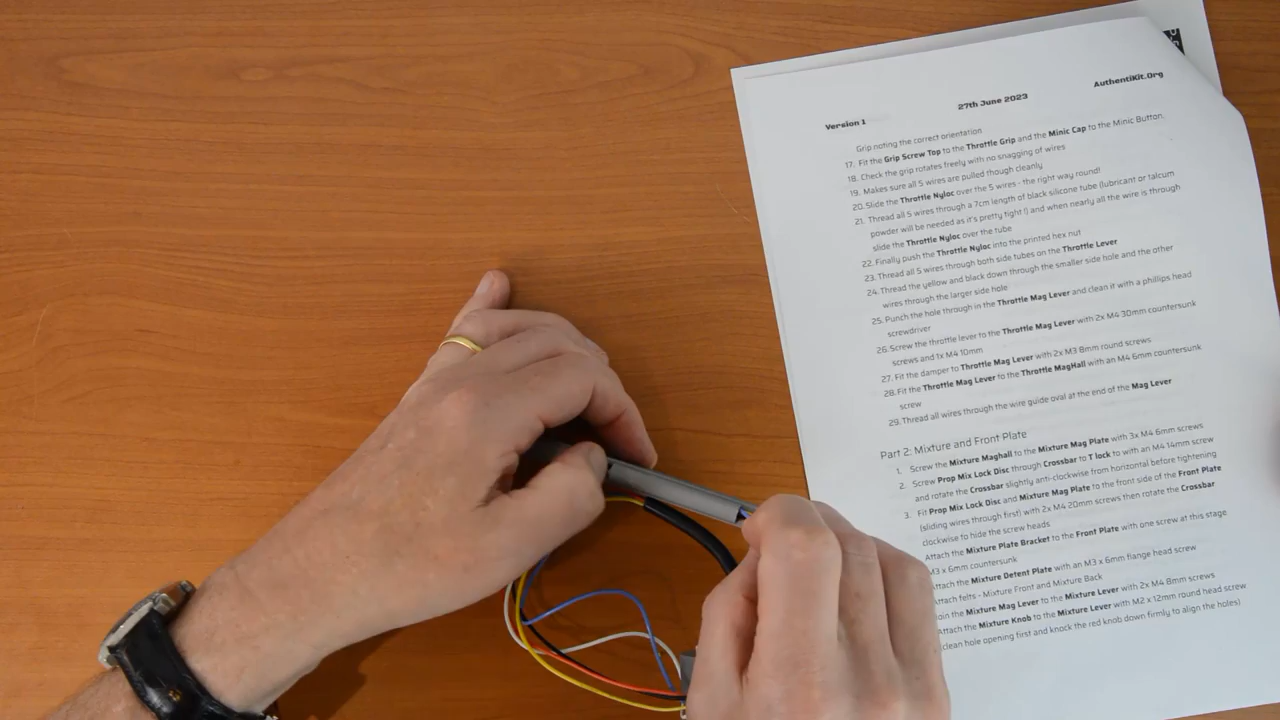 AuthentiKit.Org
27th June 2023
Version 1
Grip noting the correct orientation
17. Fit the Grip Screw Top to the Throttle Grip and the Minic Cap to the Minic Button.
18. Check the grip rotates freely with no snagging of wires
19. Makes sure all 5 wires are pulled though cleanly
20. Slide the Throttle Nyloc over the 5 wires - the right way round!
21. Thread all 5 wires through a 7cm length of black silicone tube (lubricant or talcum
powder will be needed as it's pretty tight !) and when nearly all the wire is through
slide the Throttle Nyloc over the tube
22. Finally push the Throttle Nyloc into the printed hex nut
23. Thread all 5 wires through both side tubes on the Throttle Lever
24. Thread the yellow and black down through the smaller side hole and the other
wires through the larger side hole
25. Punch the hole through in the Throttle Mag Lever and clean it with a phillips head
screwdriver
26. Screw the throttle lever to the Throttle Mag Lever with 2x M4 30mm countersunk
screws and 1x M4 10mm
27. Fit the damper to Throttle Mag Lever with 2x M3 8mm round screws
28. Fit the Throttle Mag Lever to the Throttle MagHall with an M4 6mm countersunk
screw
29. Thread all wires through the wire guide oval at the end of the Mag Lever
Part 2: Mixture and Front Plate
1. Screw the Mixture Maghall to the Mixture Mag Plate with 3x M4 6mm screws
2. Screw Prop Mix Lock Disc through Crossbar to T lock to with an M4 14mm screw
and rotate the Crossbar slightly anti-clockwise from horizontal before tightening
3. Fit Prop Mix Lock Disc and Mixture Mag Plate to the front side of the Front Plate
(sliding wires through first) with 2x M4 20mm screws then rotate the Crossbar
clockwise to hide the screw heads
Attach the Mixture Plate Bracket to the Front Plate with one screw at this stage
M3 x 6mm countersunk
Attach the Mixture Detent Plate with an M3 x 6mm flange head screw
Attach felts - Mixture Front and Mixture Back
the Mixture Mag Lever to the Mixture Lever with 2x M4 8mm screws
Attach the Mixture Knob to the Mixture Lever with M2 x 12mm round head screw
clean hole opening first and knock the red knob down firmly to align the holes)